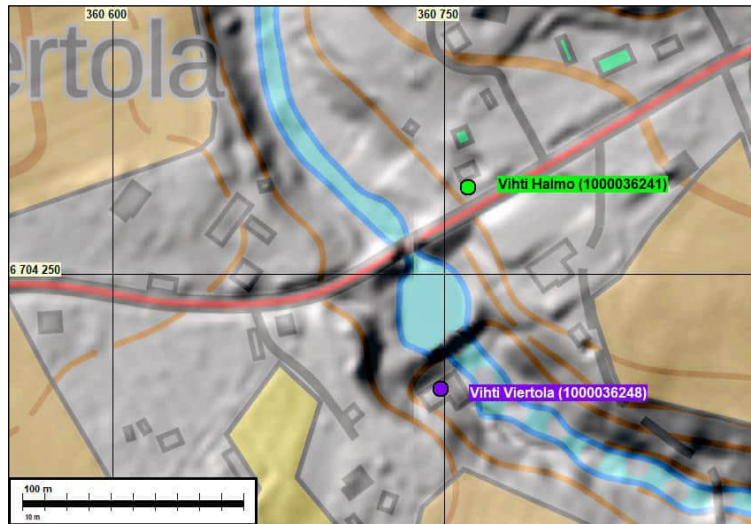 360 600
360 750
ertola
Vihti Halmo (1000036241)
6 704 250
Vihti Viertola (1000036248)
100 m
10 m